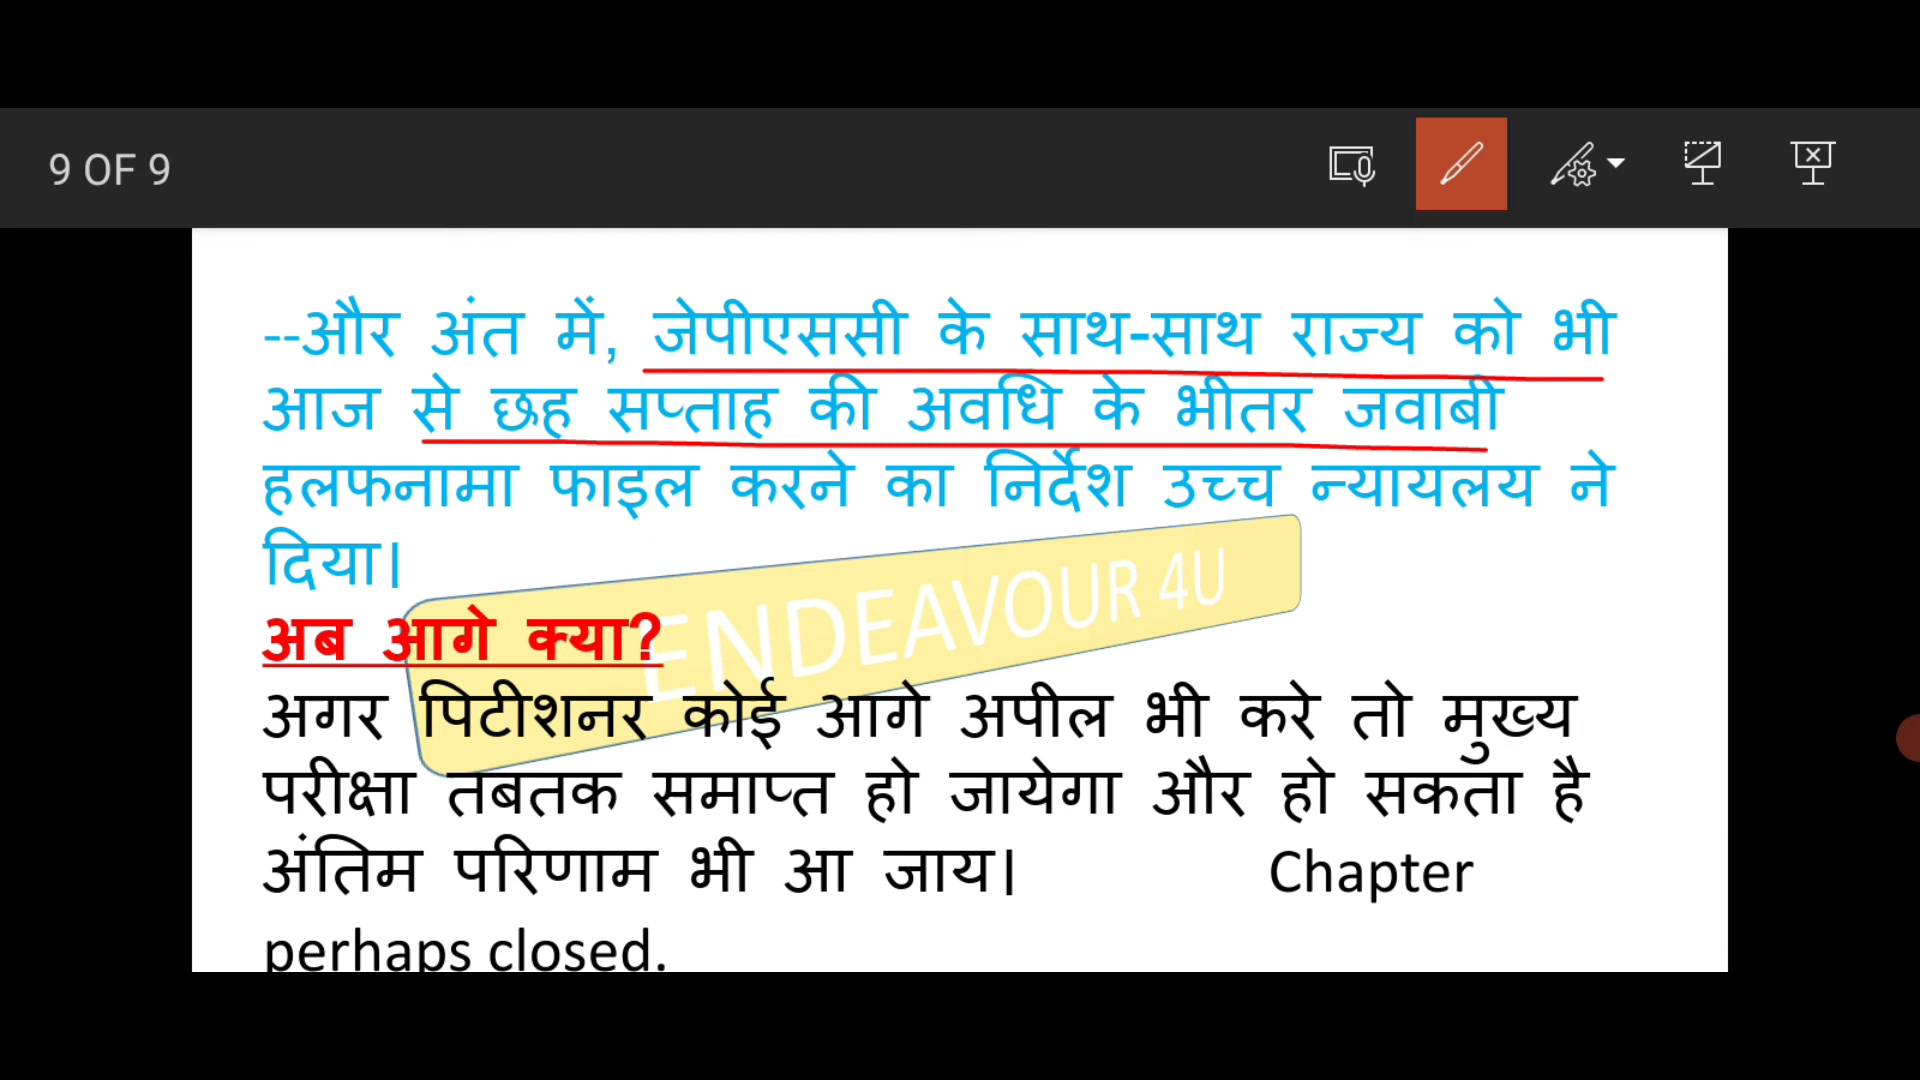 9 OF 9
--और अंत में, जेपीएससी के साथ-साथ राज्य को भी
आज से छह सप्ताह की अवधि के भीतर जवाबी
हलफनामा फाइल करने का निर्देश उच्च न्यायलय ने
दिया।
ENDEAVOUR 4U
अब आगे क्या?
अगर पिटीशनर कोई आगे अपील भी करे तो मुख्य
परीक्षा तबतक समाप्त हो जायेगा और हो सकता है
अंतिम परिणाम भी आ जाय। Chapter
perhaps closed.